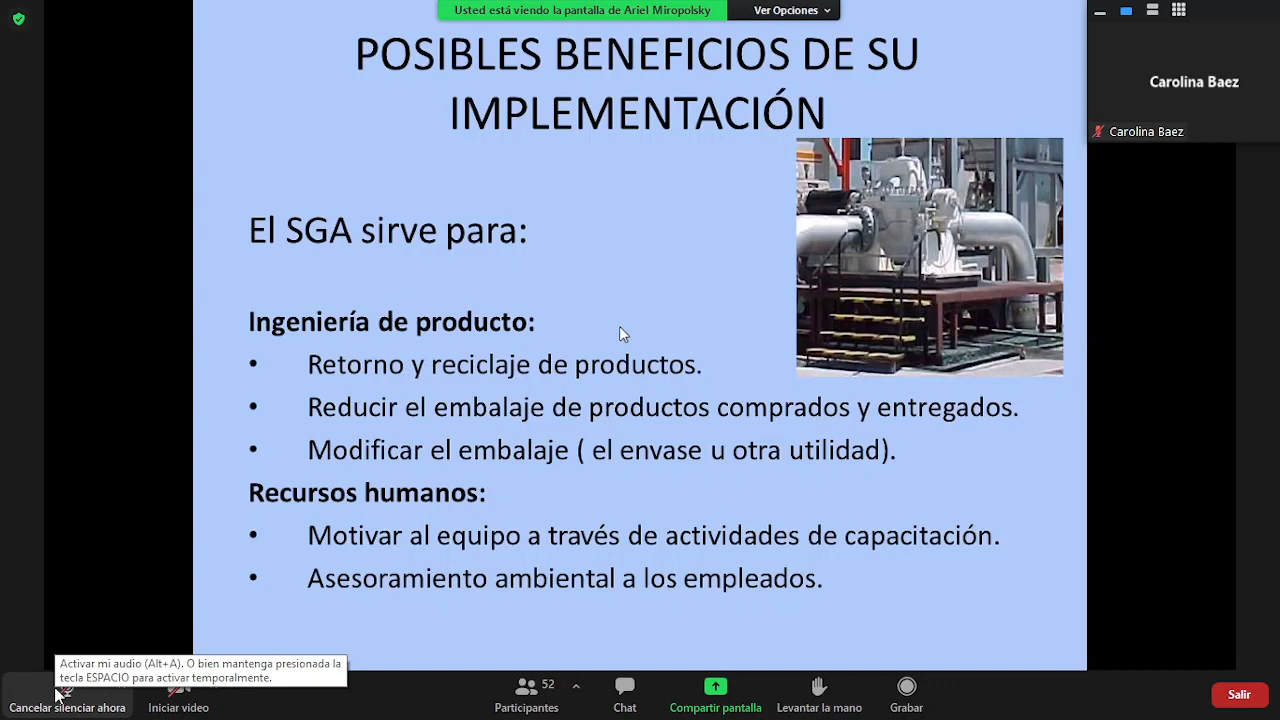 Usted está viendo la pantalla de Ariel Miropolsky
Ver Opciones
POSIBLES BENEFICIOS DE SU
IMPLEMENTACIÓN
Carolina Baez
Carolina Baez
El SGA sirve para:
Ingeniería de producto:
• Retorno y reciclaje de productos.
• Reducir el embalaje de productos comprados y entregados.
• Modificar el embalaje ( el envase u otra utilidad).
Recursos humanos:
• Motivar al equipo a través de actividades de capacitación.
• Asesoramiento ambiental a los empleados.
Activar mi audio (Alt+A). O bien mantenga presionada la
tecla ESPACIO para activar temporalmente.
Cancelar silenciar ahora
Iniciar video
52
Participantes
Chat
Compartir pantalla
Levantar la mano
Grabar
Salir